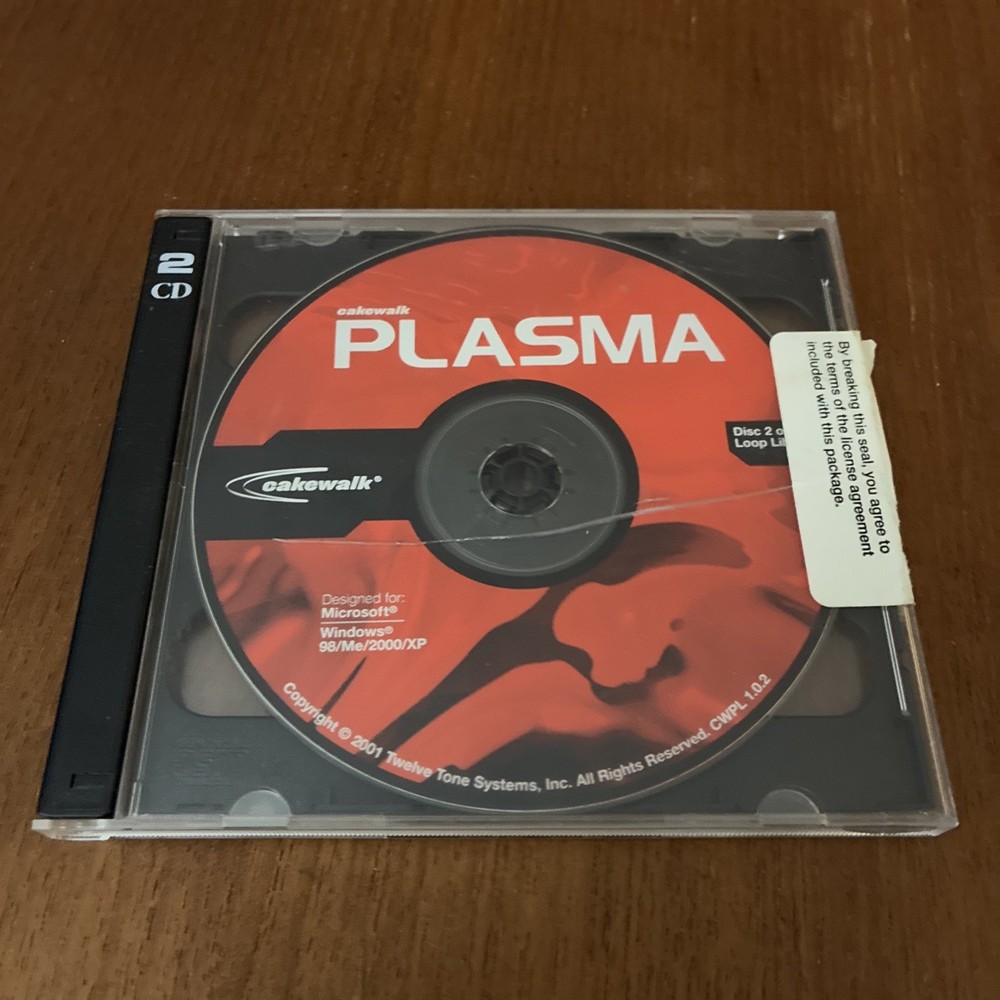 2
CD
cakewalk
PLASMA
Disc 2
Loop
cakewalk®
Designed for:
Microsoft®
Windows®
98/Me/2000/XP
Copyright © 2001 Twelve Tone Systems, Inc. All Rights Reserved. CWPL 1.0.2
By breaking this seal, you agree to
the terms of the license agreement
included with this package.